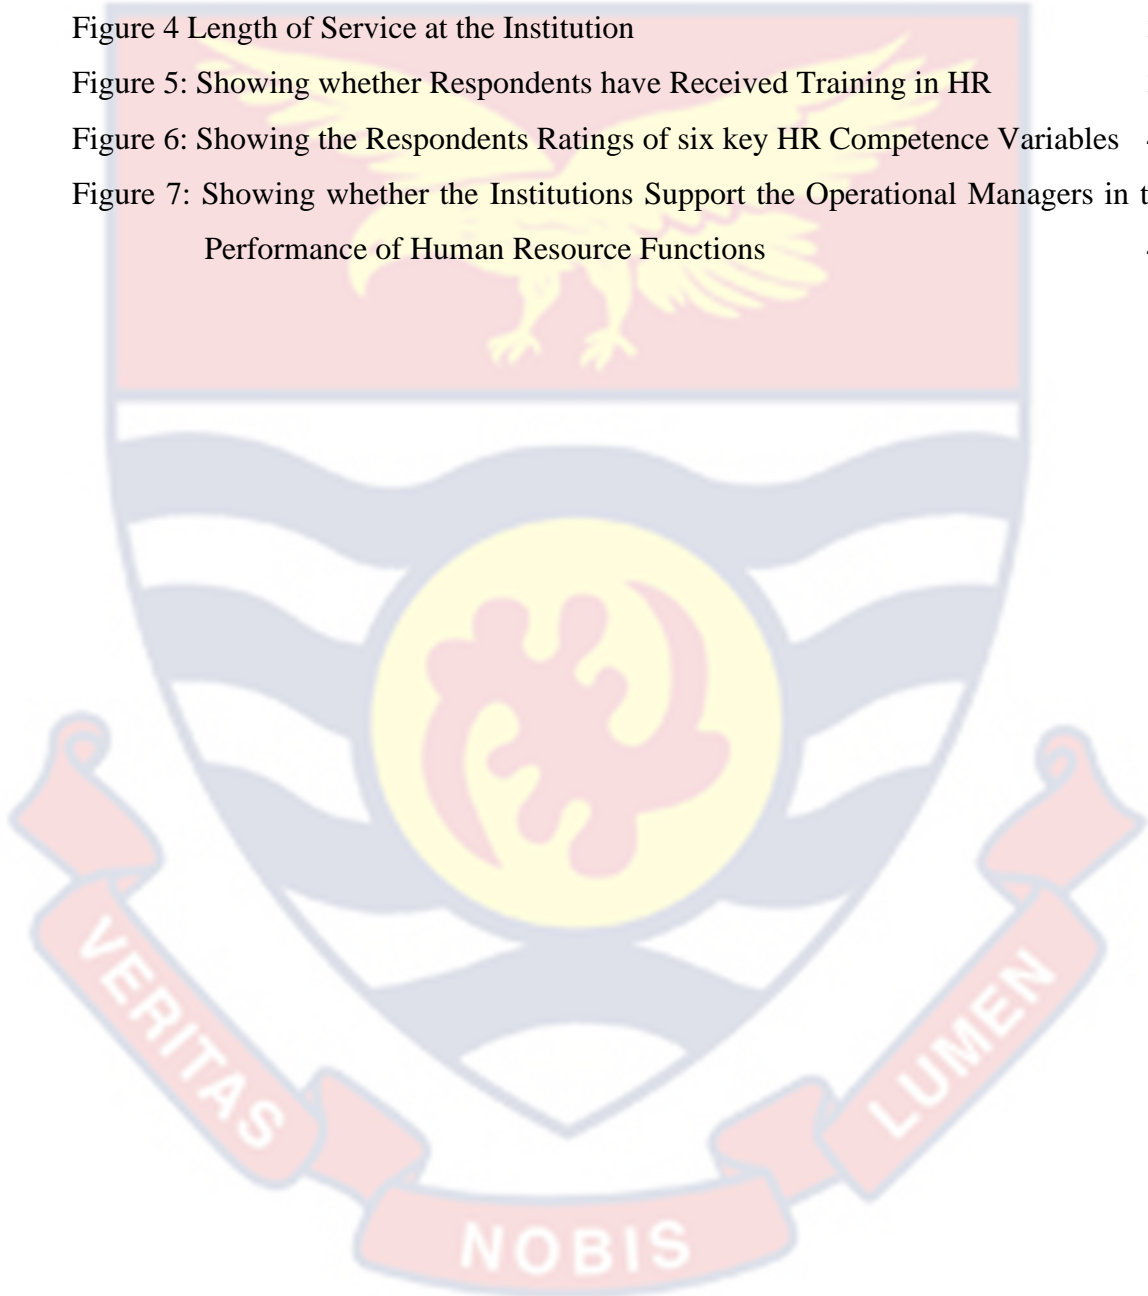 Figure 4 Length of Service at the Institution
Figure 5: Showing whether Respondents have Received Training in HR
Figure 6: Showing the Respondents Ratings of six key HR Competence Variables
Figure 7: Showing whether the Institutions Support the Operational Managers in
Performance of Human Resource Functions
VERITAS
NOBIS
LUMEN